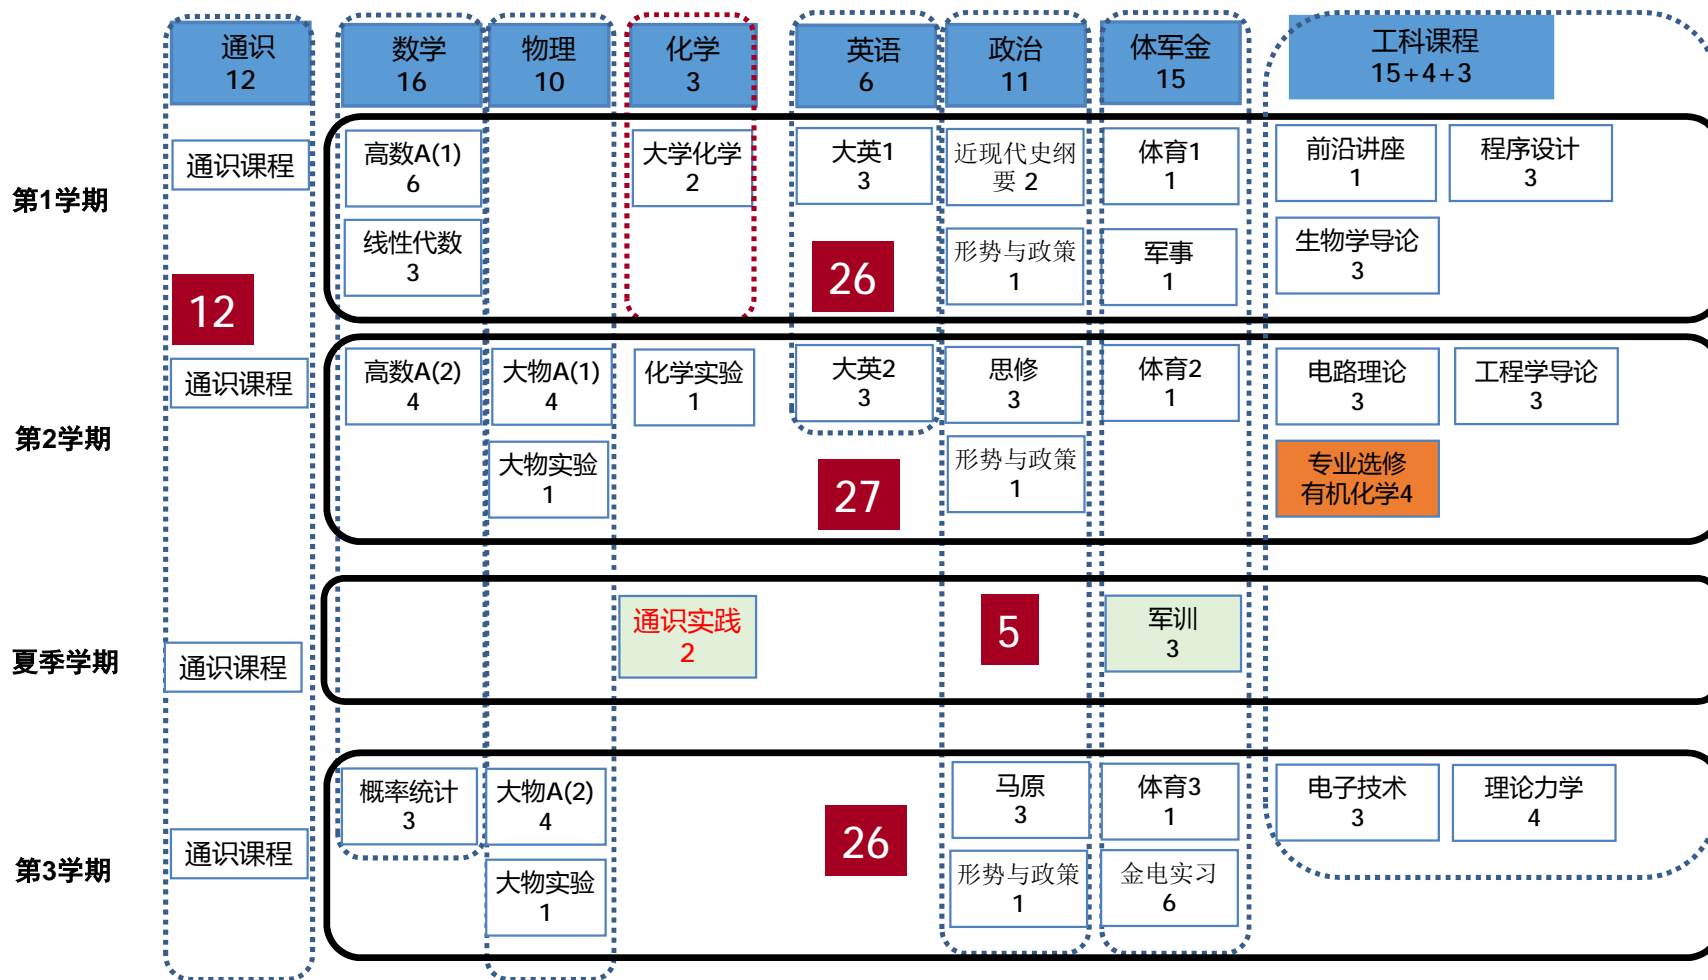 通识
12
数学
16
物理
10
化学
3
英语
6
政治
11
体军金
15
工科课程
15+4+3
第1学期
通识课程
高数A(1)
6
线性代数
3
大学化学
2
大英1
3
近现代史纲
要 2
形势与政策
1
体育1
1
军事
1
前沿讲座
1
程序设计
3
生物学导论
3
26
12
第2学期
通识课程
高数A(2)
4
大物A(1)
4
大物实验
1
化学实验
1
大英2
3
思修
3
形势与政策
1
体育2
1
电路理论
3
工程学导论
3
专业选修
有机化学4
27
夏季学期
通识课程
通识实践
2
5
军训
3
第3学期
通识课程
概率统计
3
大物A(2)
4
大物实验
1
26
马原
3
形势与政策
1
体育3
1
金电实习
6
电子技术
3
理论力学
4